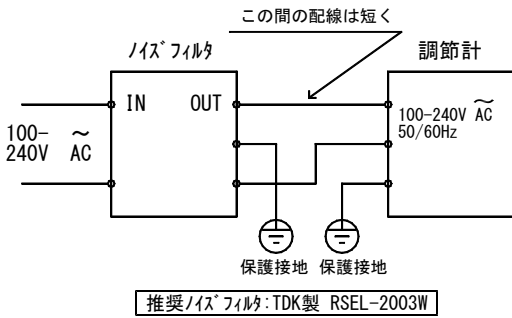 この間の配線は短く
ﾉｲｽﾞﾌｨﾙﾀ
調節計
IN OUT
100-
240V
~
AC
100-240V ~ AC
50/60Hz
保護接地 保護接地
推奨ﾉｲｽﾞﾌｨﾙﾀ:TDK製 RSEL-2003W